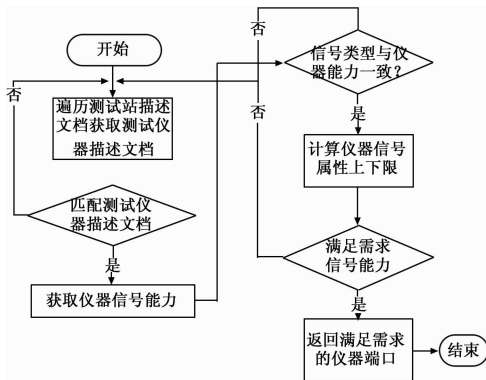 开始
遍历测试站描述
文档获取测试仪
器描述文档
否
匹配测试仪
器描述文档
是
获取仪器信号能力
否
信号类型与仪
器能力一致?
是
计算仪器信号
属性上下限
否
满足需求
信号能力
是
返回满足需求
的仪器端口
结束